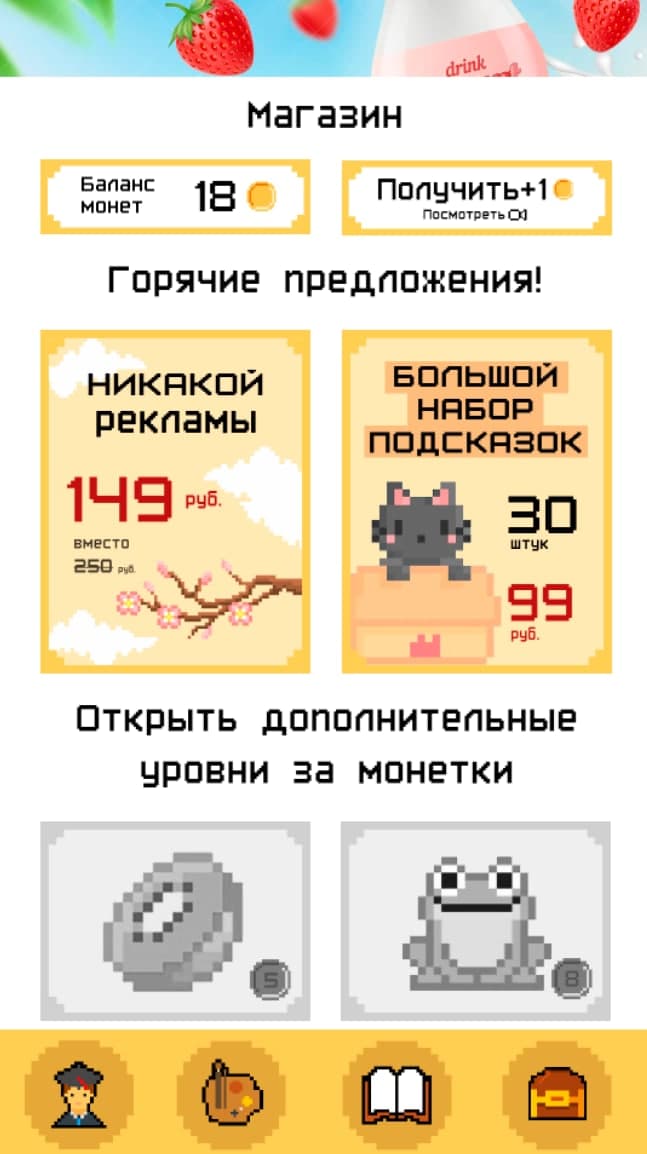 drink
Магазин
Баланс
монет
18
Получить+1
Посмотреть
Горячие предложения!
НИКАКОЙ
рекламы
149 руб.
вместо
250 руб.
БОЛЬШОЙ
НАБОР
ПОДСКАЗОК
30
штук
99
руб.
Открыть дополнительные
уровни за монетки
5
8